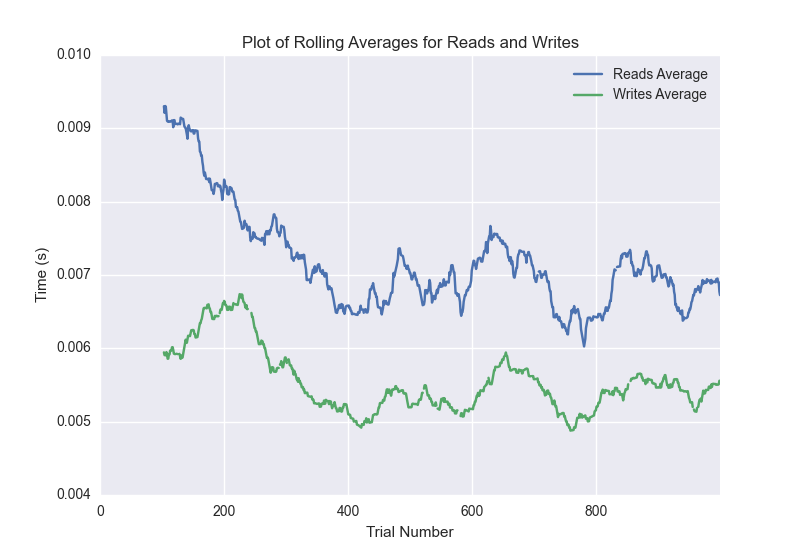 Plot of Rolling Averages for Reads and Writes
0.010
0.009
0.008
0.007
0.006
0.005
0.004
Time (s)
Reads Average
Writes Average
0
200
400
600
800
Trial Number